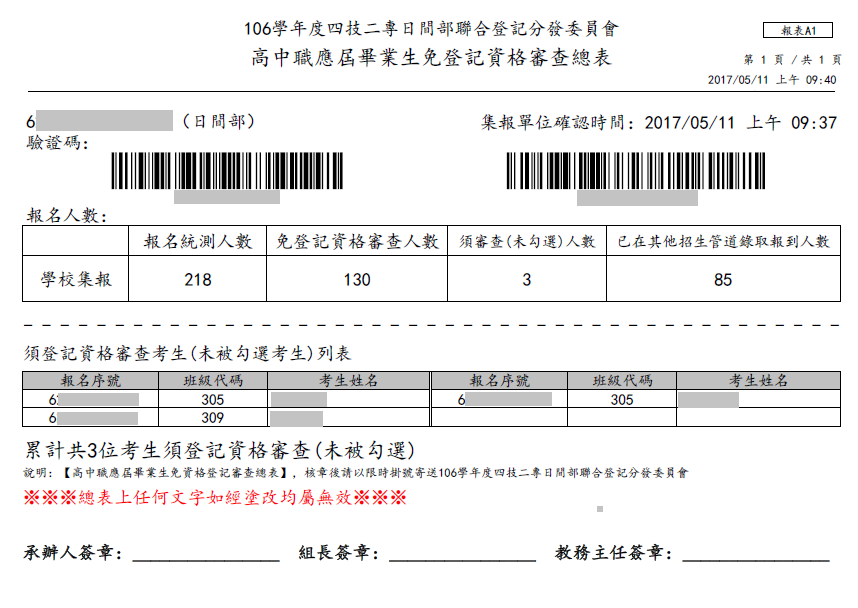 106學年度四技二專日間部聯合登記分發委員會
報表A1
高中職應屆畢業生免登記資格審查總表
第 1 頁 /共 1 頁
2017/05/11 上午 09:40
6 (日間部)
集報單位確認時間: 2017/05/11 上午 09:37
驗證碼:
報名人數:
報名統測人數 免登記資格審查人數 須審查(未勾選)人數 已在其他招生管道錄取報到人數
學校集報 218 130 3 85
須登記資格審查考生(未被勾選考生)列表
報名序號 班級代碼 考生姓名 報名序號 班級代碼 考生姓名
6 305 6 305
6 309
累計共3位考生須登記資格審查(未被勾選)
說明: 【高中職應屆畢業生免資格登記審查總表】, 核章後請以限時掛號寄送106學年度四技二專日間部聯合登記分發委員會
※※※總表上任何文字如經塗改均屬無效※※※
承辦人簽章: 組長簽章: 教務主任簽章: